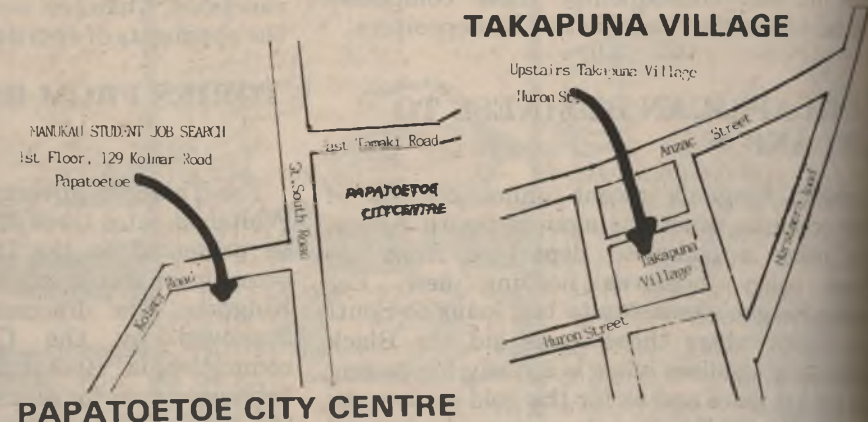 TAKAPUNA VILLAGE
Upstairs Takapuna Village
Huron St
MANUKAU STUDENT JOB SEARCH
1st Floor, 129 Kolmar Road
Papatoetoe
East Tamaki Road
Gt. South Road
PAPATOETOE
CITYCENTRE
Kolmar Road
Anzac Street
Takapuna
Village
Huron Street
PAPATOETOE CITY CENTRE